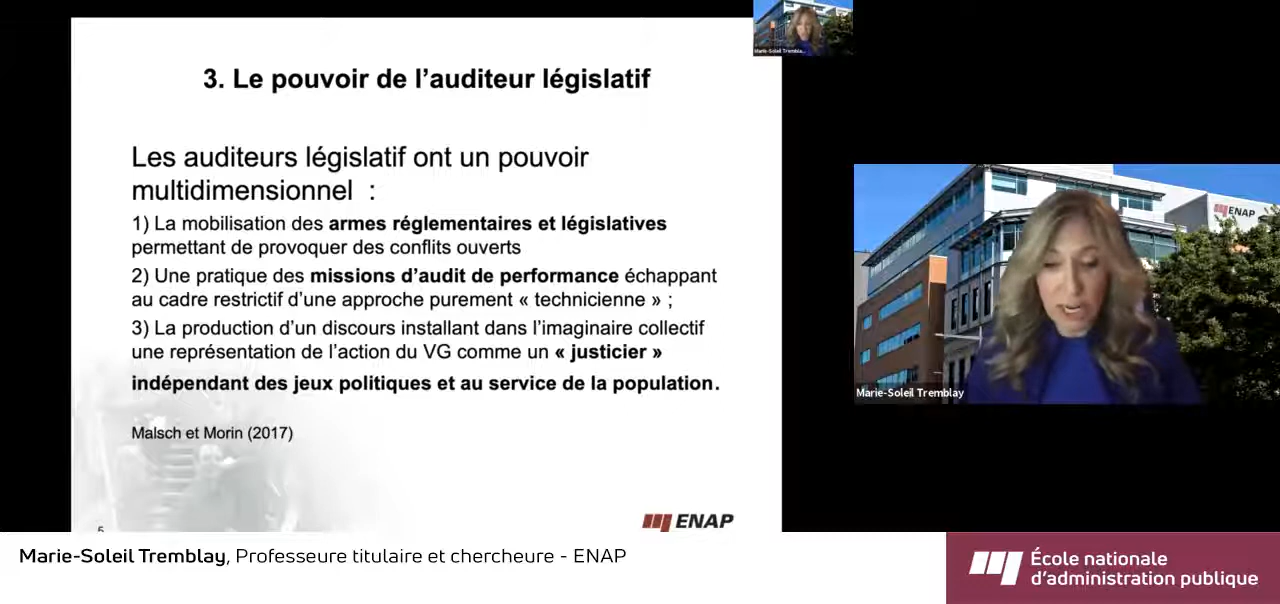 3. Le pouvoir de l’auditeur législatif
Les auditeurs législatif ont un pouvoir
multidimensionnel :
1) La mobilisation des armes réglementaires et législatives
permettant de provoquer des conflits ouverts
2) Une pratique des missions d’audit de performance échappant
au cadre restrictif d’une approche purement « technicienne » ;
3) La production d’un discours installant dans l’imaginaire collectif
une représentation de l’action du VG comme un « justicier »
indépendant des jeux politiques et au service de la population.
Malsch et Morin (2017)
ENAP
Marie-Soleil Trembla...
ENAP
Marie-Soleil Tremblay
Marie-Soleil Tremblay, Professeure titulaire et chercheure - ENAP
École nationale
d’administration publique